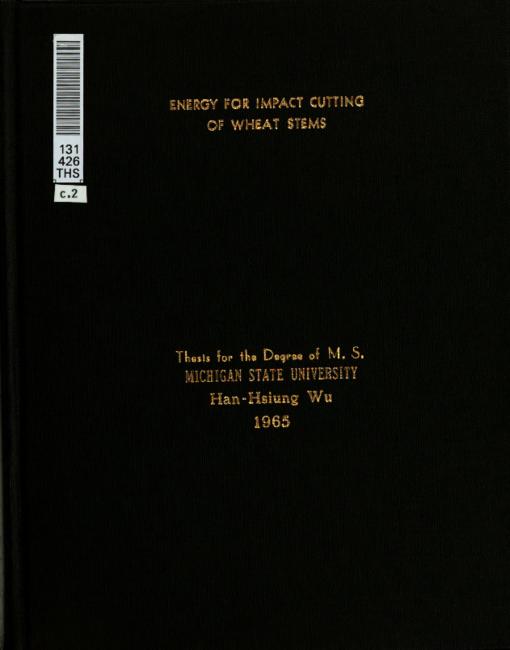 131
426
THS
c.2
ENERGY FOR IMPACT CUTTING
OF WHEAT STEMS
Thesis for the Degree of M. S.
MICHIGAN STATE UNIVERSITY
Han-Hsiung Wu
1965